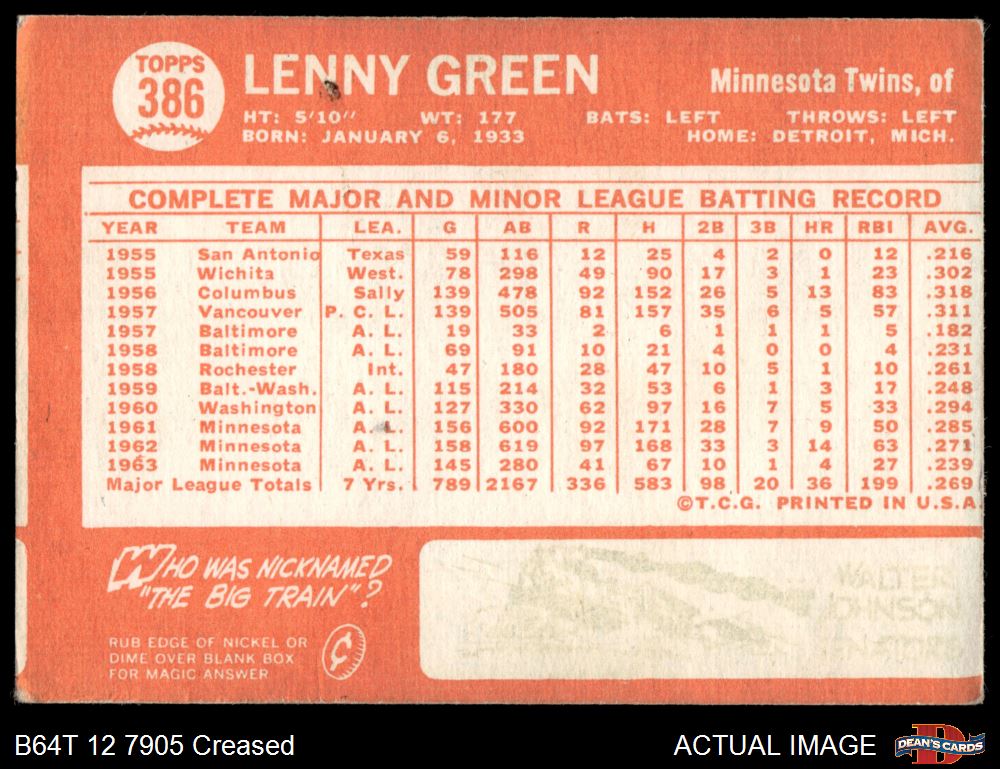 TOPPS
386
LENNY GREEN
Minnesota Twins, of
HT: 5'10" WT: 177 BATS: LEFT THROWS: LEFT
BORN: JANUARY 6, 1933 HOME: DETROIT, MICH.
COMPLETE MAJOR AND MINOR LEAGUE BATTING RECORD
YEAR TEAM LEA. G AB R H 2B 3B HR RBI AVG.
1955 San Antonio Texas 59 116 12 25 4 2 0 12 .216
1955 Wichita West. 78 298 49 90 17 3 1 23 .302
1956 Columbus Sally 139 478 92 152 26 5 13 83 .318
1957 Vancouver P. C. L. 139 505 81 157 35 6 5 57 .311
1957 Baltimore A. L. 19 33 2 6 1 1 1 5 .182
1958 Baltimore A. L. 69 91 10 21 4 0 0 4 .231
1958 Rochester Int. 47 180 28 47 10 5 1 10 .261
1959 Balt.-Wash. A. L. 115 214 32 53 6 1 3 17 .248
1960 Washington A. L. 127 330 62 97 16 7 5 33 .294
1961 Minnesota A. L. 156 600 92 171 28 7 9 50 .285
1962 Minnesota A. L. 158 619 97 168 33 3 14 63 .271
1963 Minnesota A. L. 145 280 41 67 10 1 4 27 .239
Major League Totals 7 Yrs. 789 2167 336 583 98 20 36 199 .269
©T.C.G. PRINTED IN U.S.A.
WHO WAS NICKNAMED
"THE BIG TRAIN"?
RUB EDGE OF NICKEL OR
DIME OVER BLANK BOX
FOR MAGIC ANSWER
¢
WALTER
JOHNSON
B64T 12 7905 Creased
ACTUAL IMAGE
DEAN'S CARDS